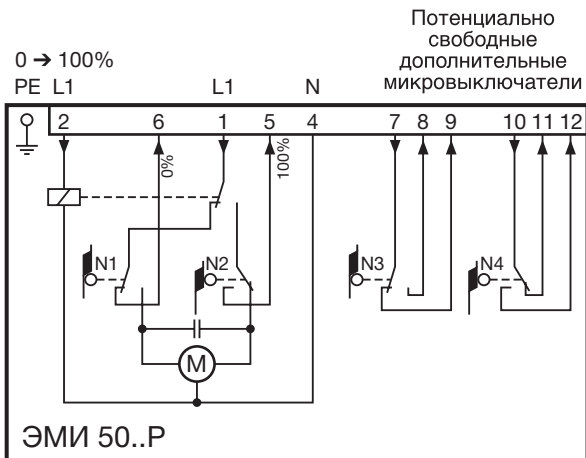 Потенциально
свободные
дополнительные
микровыключатели
0 → 100%
PE L1 L1 N
2 6 1 5 4 7 8 9 10 11 12
0%
100%
N1 N2 N3 N4
M
ЭМИ 50..Р